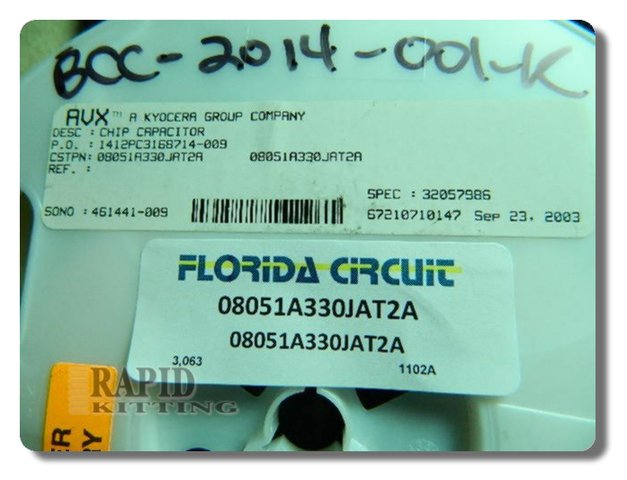 BCC-2014-001-K
AVX™ A KYOCERA GROUP COMPANY
DESC : CHIP CAPACITOR
P.O. : 1412PC3168714-009
CSTPN: 08051A330JAT2A 08051A330JAT2A
REF. :
SPEC : 32057986
SONO : 461441-009 67210710147 Sep 23, 2003
FLORIDA CIRCUIT
08051A330JAT2A
08051A330JAT2A
3,063 1102A
RAPID
KITTING